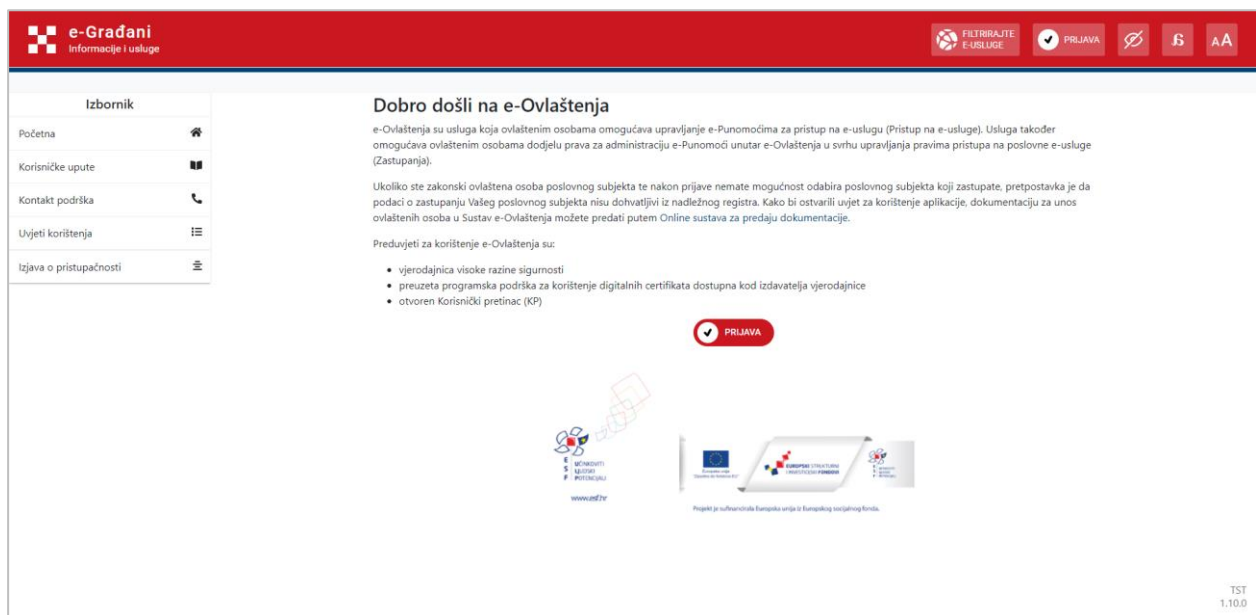 e-Građani
Informacije i usluge
FILTRIRAJTE
E-USLUGE
PRIJAVA
AA
Izbornik
Početna
Korisničke upute
Kontakt podrška
Uvjeti korištenja
Izjava o pristupačnosti
Dobro došli na e-Ovlaštenja
e-Ovlaštenja su usluga koja ovlaštenim osobama omogućava upravljanje e-Punomoćima za pristup na e-uslugu (Pristup na e-usluge). Usluga također
omogućava ovlaštenim osobama dodjelu prava za administraciju e-Punomoći unutar e-Ovlaštenja u svrhu upravljanja pravima pristupa na poslovne e-usluge
(Zastupanja).
Ukoliko ste zakonski ovlaštena osoba poslovnog subjekta te nakon prijave nemate mogućnost odabira poslovnog subjekta koji zastupate, pretpostavka je da
podaci o zastupanju Vašeg poslovnog subjekta nisu dohvatljivi iz nadležnog registra. Kako bi ostvarili uvjet za korištenje aplikacije, dokumentaciju za unos
ovlaštenih osoba u Sustav e-Ovlaštenja možete predati putem Online sustava za predaju dokumentacije.
Preduvjeti za korištenje e-Ovlaštenja su:
• vjerodajnica visoke razine sigurnosti
• preuzeta programska podrška za korištenje digitalnih certifikata dostupna kod izdavatelja vjerodajnice
• otvoren Korisnički pretinac (KP)
PRIJAVA
E UČINKOVITI
S LJUDSKI
F POTENCIJALI
www.esf.hr
Europska unija
EUROPSKI STRUKTURNI
I INVESTICIJSKI FONDOVI
Projekt je sufinancirala Europska unija iz Europskog socijalnog fonda.
TST
1.10.0